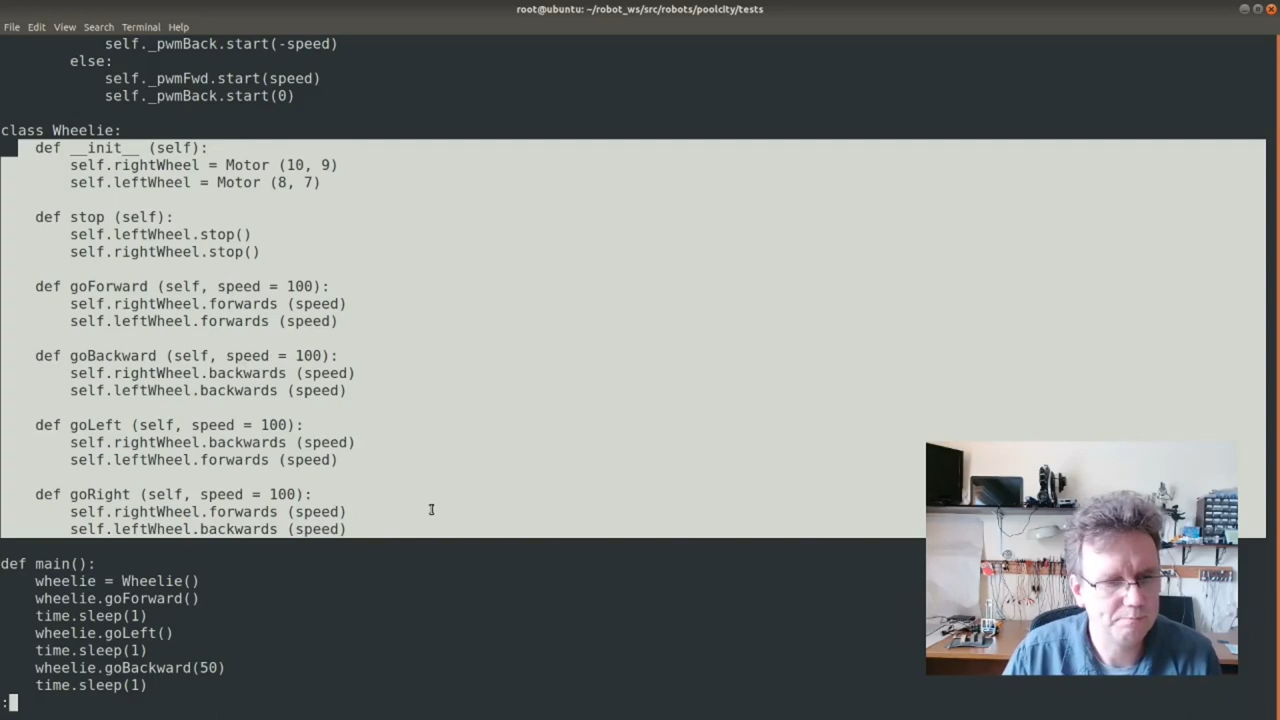 root@ubuntu: ~/robot_ws/src/robots/poolcity/tests
File Edit View Search Terminal Help
self._pwmBack.start(-speed)
else:
self._pwmFwd.start(speed)
self._pwmBack.start(0)
class Wheelie:
def __init__ (self):
self.rightWheel = Motor (10, 9)
self.leftWheel = Motor (8, 7)
def stop (self):
self.leftWheel.stop()
self.rightWheel.stop()
def goForward (self, speed = 100):
self.rightWheel.forwards (speed)
self.leftWheel.forwards (speed)
def goBackward (self, speed = 100):
self.rightWheel.backwards (speed)
self.leftWheel.backwards (speed)
def goLeft (self, speed = 100):
self.rightWheel.backwards (speed)
self.leftWheel.forwards (speed)
def goRight (self, speed = 100):
self.rightWheel.forwards (speed)
self.leftWheel.backwards (speed)
def main():
wheelie = Wheelie()
wheelie.goForward()
time.sleep(1)
wheelie.goLeft()
time.sleep(1)
wheelie.goBackward(50)
time.sleep(1)
: